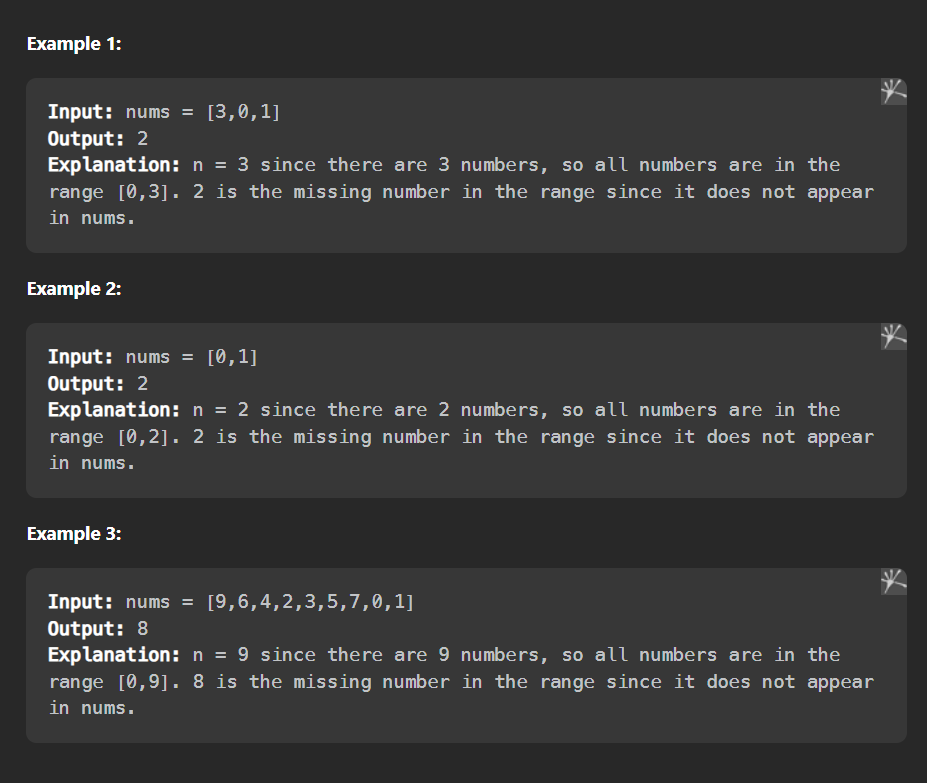 Example 1:
Input: nums = [3,0,1]
Output: 2
Explanation: n = 3 since there are 3 numbers, so all numbers are in the
range [0,3]. 2 is the missing number in the range since it does not appear
in nums.
Example 2:
Input: nums = [0,1]
Output: 2
Explanation: n = 2 since there are 2 numbers, so all numbers are in the
range [0,2]. 2 is the missing number in the range since it does not appear
in nums.
Example 3:
Input: nums = [9,6,4,2,3,5,7,0,1]
Output: 8
Explanation: n = 9 since there are 9 numbers, so all numbers are in the
range [0,9]. 8 is the missing number in the range since it does not appear
in nums.